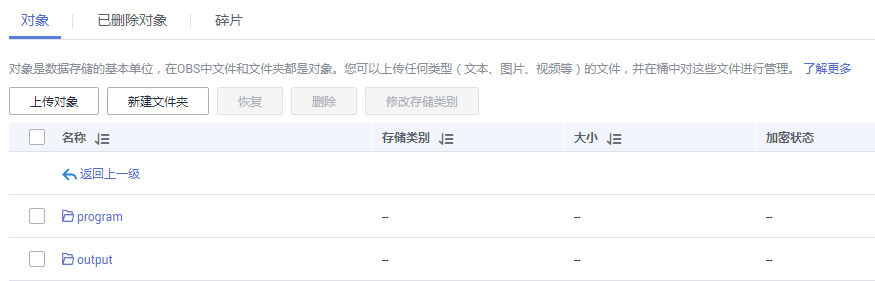 对象 已删除对象 碎片
对象是数据存储的基本单位，在OBS中文件和文件夹都是对象。您可以上传任何类型（文本、图片、视频等）的文件，并在桶中对这些文件进行管理。 了解更多
上传对象 新建文件夹 恢复 删除 修改存储类别
名称 存储类别 大小 加密状态
返回上一级
program -- -- --
output -- -- --